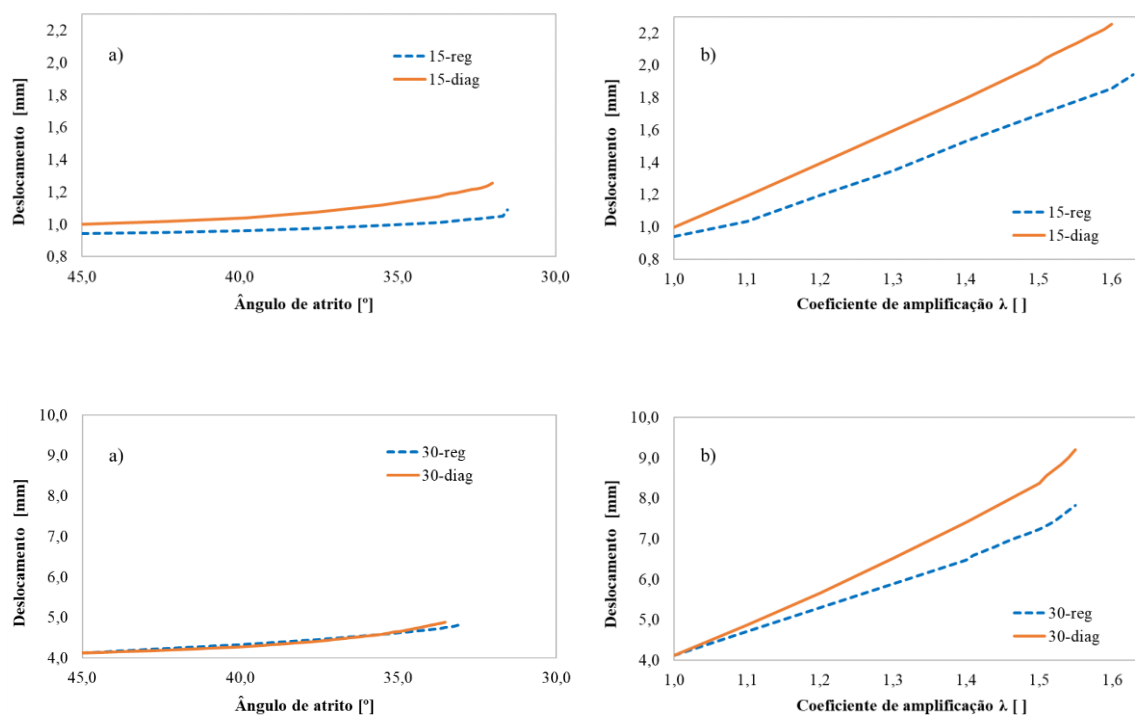 a)
15-reg
15-diag
Deslocamento [mm]
2,2
2,0
1,8
1,6
1,4
1,2
1,0
0,8
45,0 40,0 35,0 30,0
Ângulo de atrito [º]
b)
15-reg
15-diag
Deslocamento [mm]
2,2
2,0
1,8
1,6
1,4
1,2
1,0
0,8
1,0 1,1 1,2 1,3 1,4 1,5 1,6
Coeficiente de amplificação λ [ ]
a)
30-reg
30-diag
Deslocamento [mm]
10,0
9,0
8,0
7,0
6,0
5,0
4,0
45,0 40,0 35,0 30,0
Ângulo de atrito [º]
b)
30-reg
30-diag
Deslocamento [mm]
10,0
9,0
8,0
7,0
6,0
5,0
4,0
1,0 1,1 1,2 1,3 1,4 1,5 1,6
Coeficiente de amplificação λ [ ]